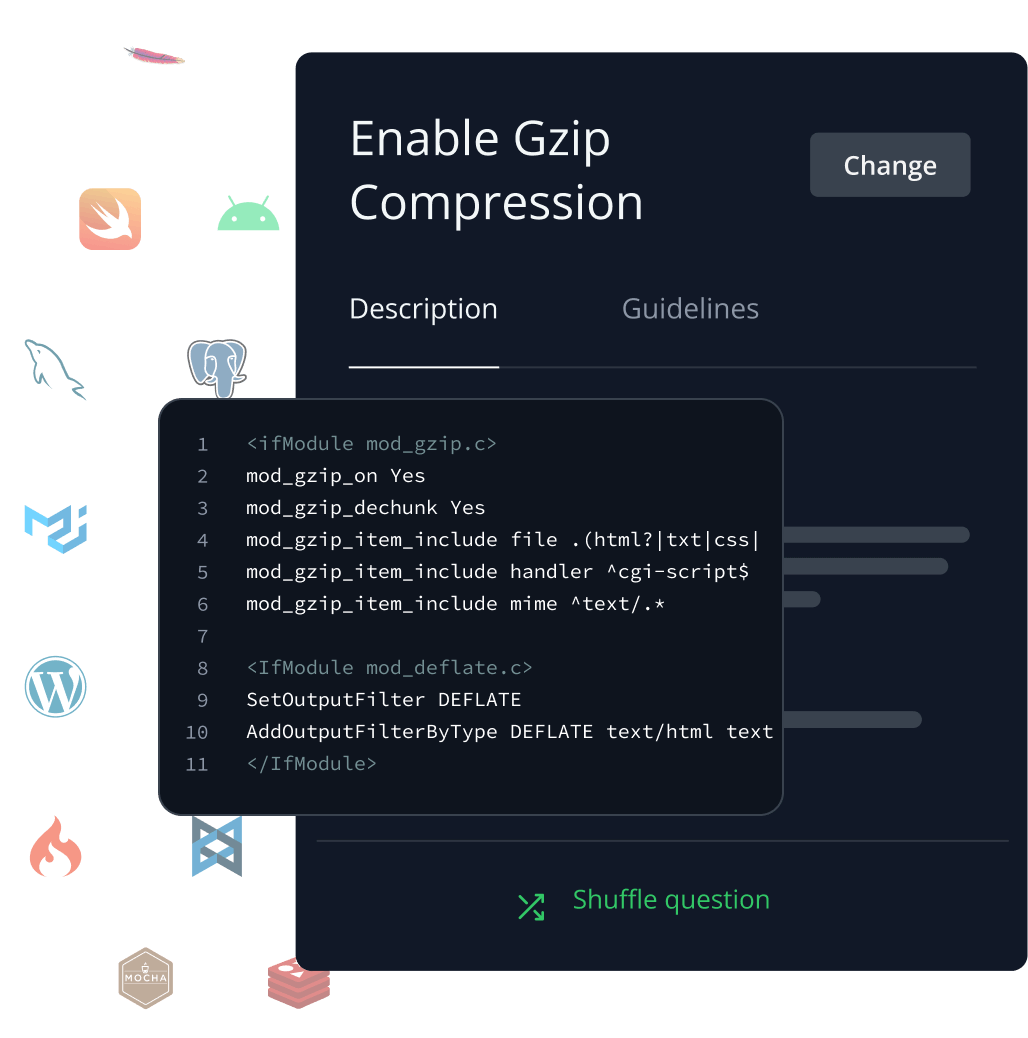 Enable Gzip
Compression
Change
Description
Guidelines
1 <ifModule mod_gzip.c>
2 mod_gzip_on Yes
3 mod_gzip_dechunk Yes
4 mod_gzip_item_include file .(html?|txt|css|
5 mod_gzip_item_include handler ^cgi-script$
6 mod_gzip_item_include mime ^text/.*
7
8 <IfModule mod_deflate.c>
9 SetOutputFilter DEFLATE
10 AddOutputFilterByType DEFLATE text/html text
11 </IfModule>
Shuffle question
MOCHA